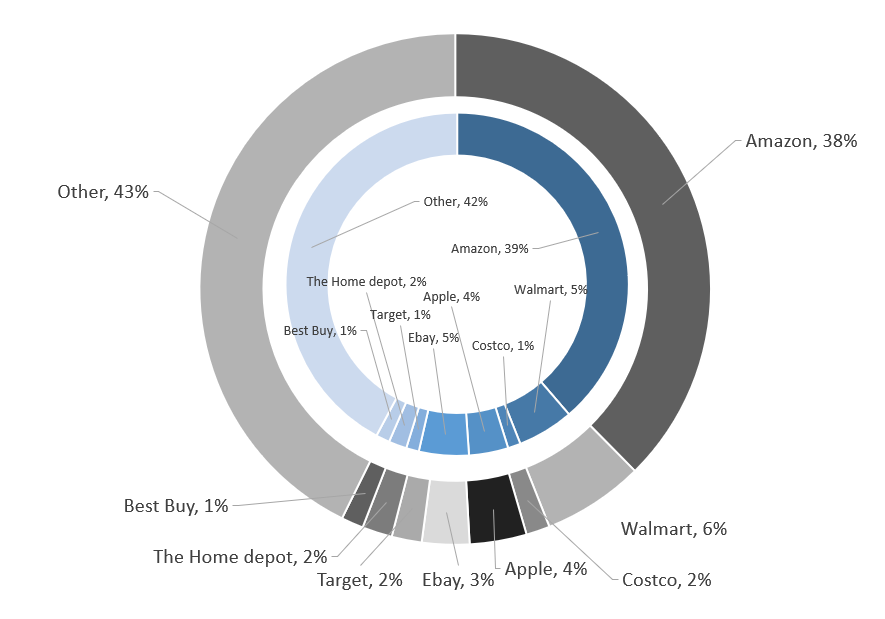 Amazon, 38%
Other, 43%
Other, 42%
Amazon, 39%
The Home depot, 2%
Walmart, 5%
Apple, 4%
Target, 1%
Best Buy, 1%
Ebay, 5%
Costco, 1%
Best Buy, 1%
Walmart, 6%
The Home depot, 2%
Apple, 4%
Target, 2%
Ebay, 3%
Costco, 2%